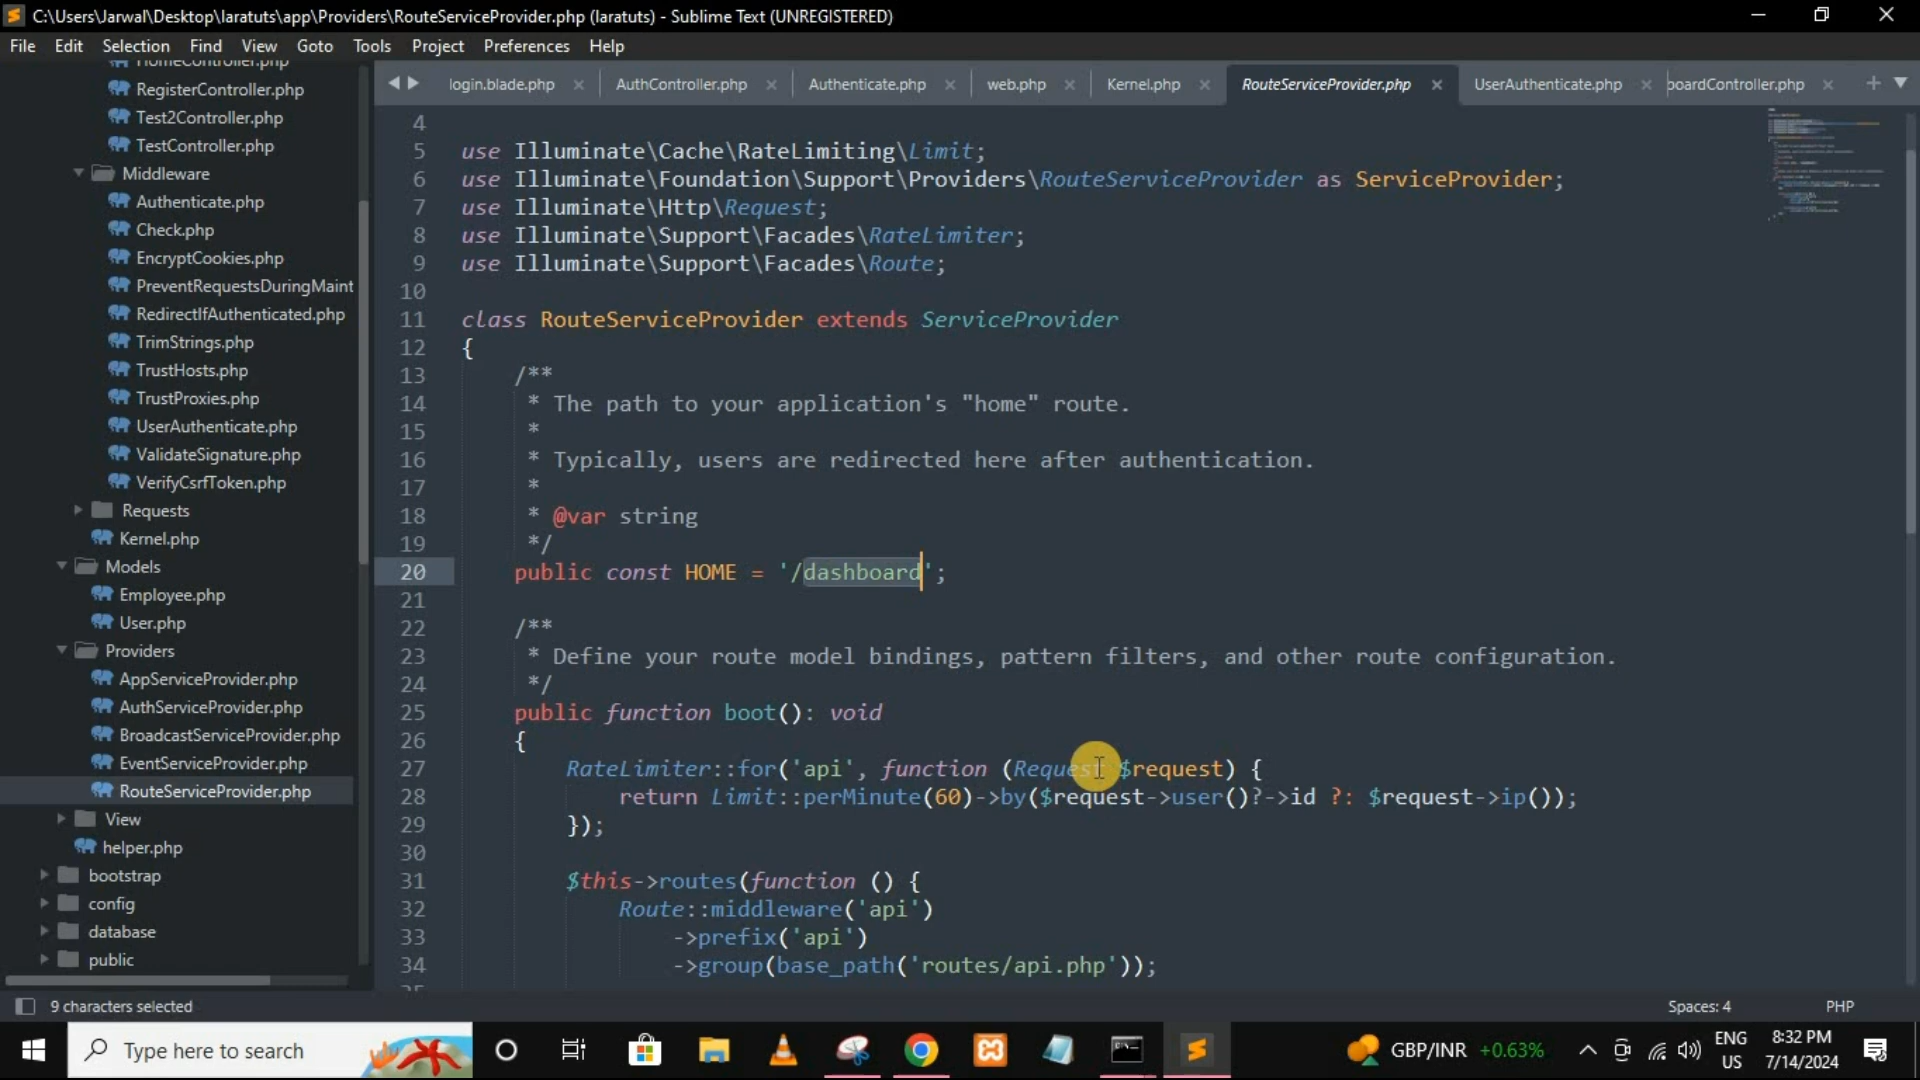 C:\Users\Jarwal\Desktop\laratuts\app\Providers\RouteServiceProvider.php (laratuts) - Sublime Text (UNREGISTERED)
File Edit Selection Find View Goto Tools Project Preferences Help
HomeController.php
RegisterController.php
Test2Controller.php
TestController.php
Middleware
Authenticate.php
Check.php
EncryptCookies.php
PreventRequestsDuringMaint
RedirectIfAuthenticated.php
TrimStrings.php
TrustHosts.php
TrustProxies.php
UserAuthenticate.php
ValidateSignature.php
VerifyCsrfToken.php
Requests
Kernel.php
Models
Employee.php
User.php
Providers
AppServiceProvider.php
AuthServiceProvider.php
BroadcastServiceProvider.php
EventServiceProvider.php
RouteServiceProvider.php
View
helper.php
bootstrap
config
database
public
login.blade.php AuthController.php Authenticate.php web.php Kernel.php RouteServiceProvider.php UserAuthenticate.php boardController.php
4
5 use Illuminate\Cache\RateLimiting\Limit;
6 use Illuminate\Foundation\Support\Providers\RouteServiceProvider as ServiceProvider;
7 use Illuminate\Http\Request;
8 use Illuminate\Support\Facades\RateLimiter;
9 use Illuminate\Support\Facades\Route;
10
11 class RouteServiceProvider extends ServiceProvider
12 {
13 /**
14 * The path to your application's "home" route.
15 *
16 * Typically, users are redirected here after authentication.
17 *
18 * @var string
19 */
20 public const HOME = '/dashboard';
21
22 /**
23 * Define your route model bindings, pattern filters, and other route configuration.
24 */
25 public function boot(): void
26 {
27 RateLimiter::for('api', function (Request $request) {
28 return Limit::perMinute(60)->by($request->user()?->id ?: $request->ip());
29 });
30
31 $this->routes(function () {
32 Route::middleware('api')
33 ->prefix('api')
34 ->group(base_path('routes/api.php'));
9 characters selected
Spaces: 4 PHP
Type here to search
GBP/INR +0.63%
ENG
US
8:32 PM
7/14/2024